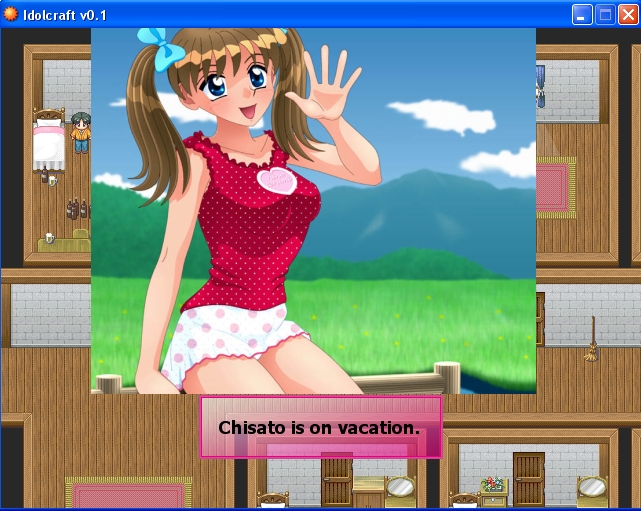 Idolcraft v0.1
Chisato is on vacation.